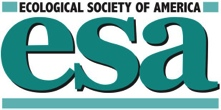 ECOLOGICAL SOCIETY OF AMERICA
esa